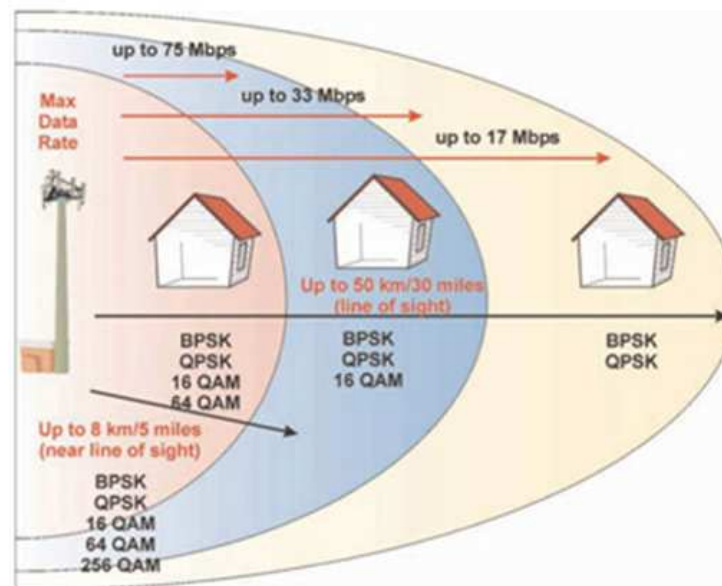 up to 75 Mbps
up to 33 Mbps
Max
Data
Rate
up to 17 Mbps
Up to 50 km/30 miles
(line of sight)
BPSK
QPSK
16 QAM
64 QAM
BPSK
QPSK
16 QAM
BPSK
QPSK
Up to 8 km/5 miles
(near line of sight)
BPSK
QPSK
16 QAM
64 QAM
256 QAM